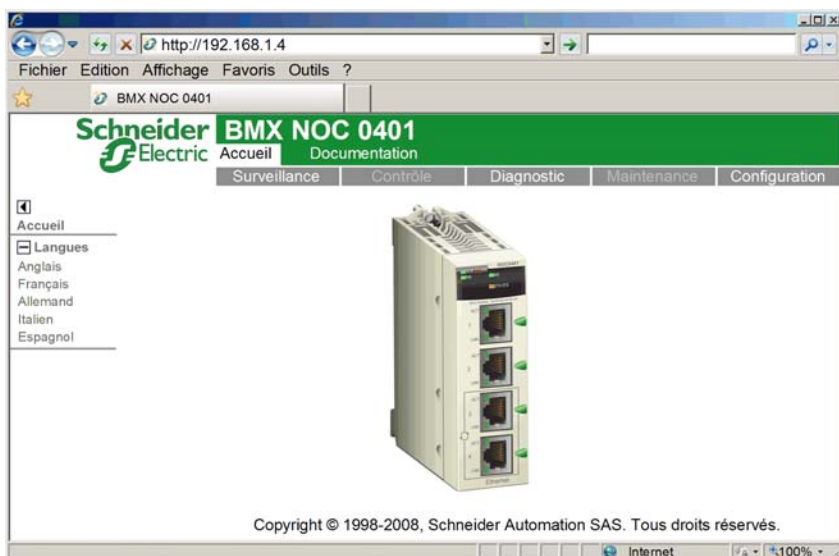 http://192.168.1.4
Fichier Edition Affichage Favoris Outils ?
BMX NOC 0401
Schneider Electric
BMX NOC 0401
Accueil Documentation
Surveillance Contrôle Diagnostic Maintenance Configuration
Accueil
Langues
Anglais
Français
Allemand
Italien
Espagnol
Ethernet
Copyright © 1998-2008, Schneider Automation SAS. Tous droits réservés.
Internet 100%